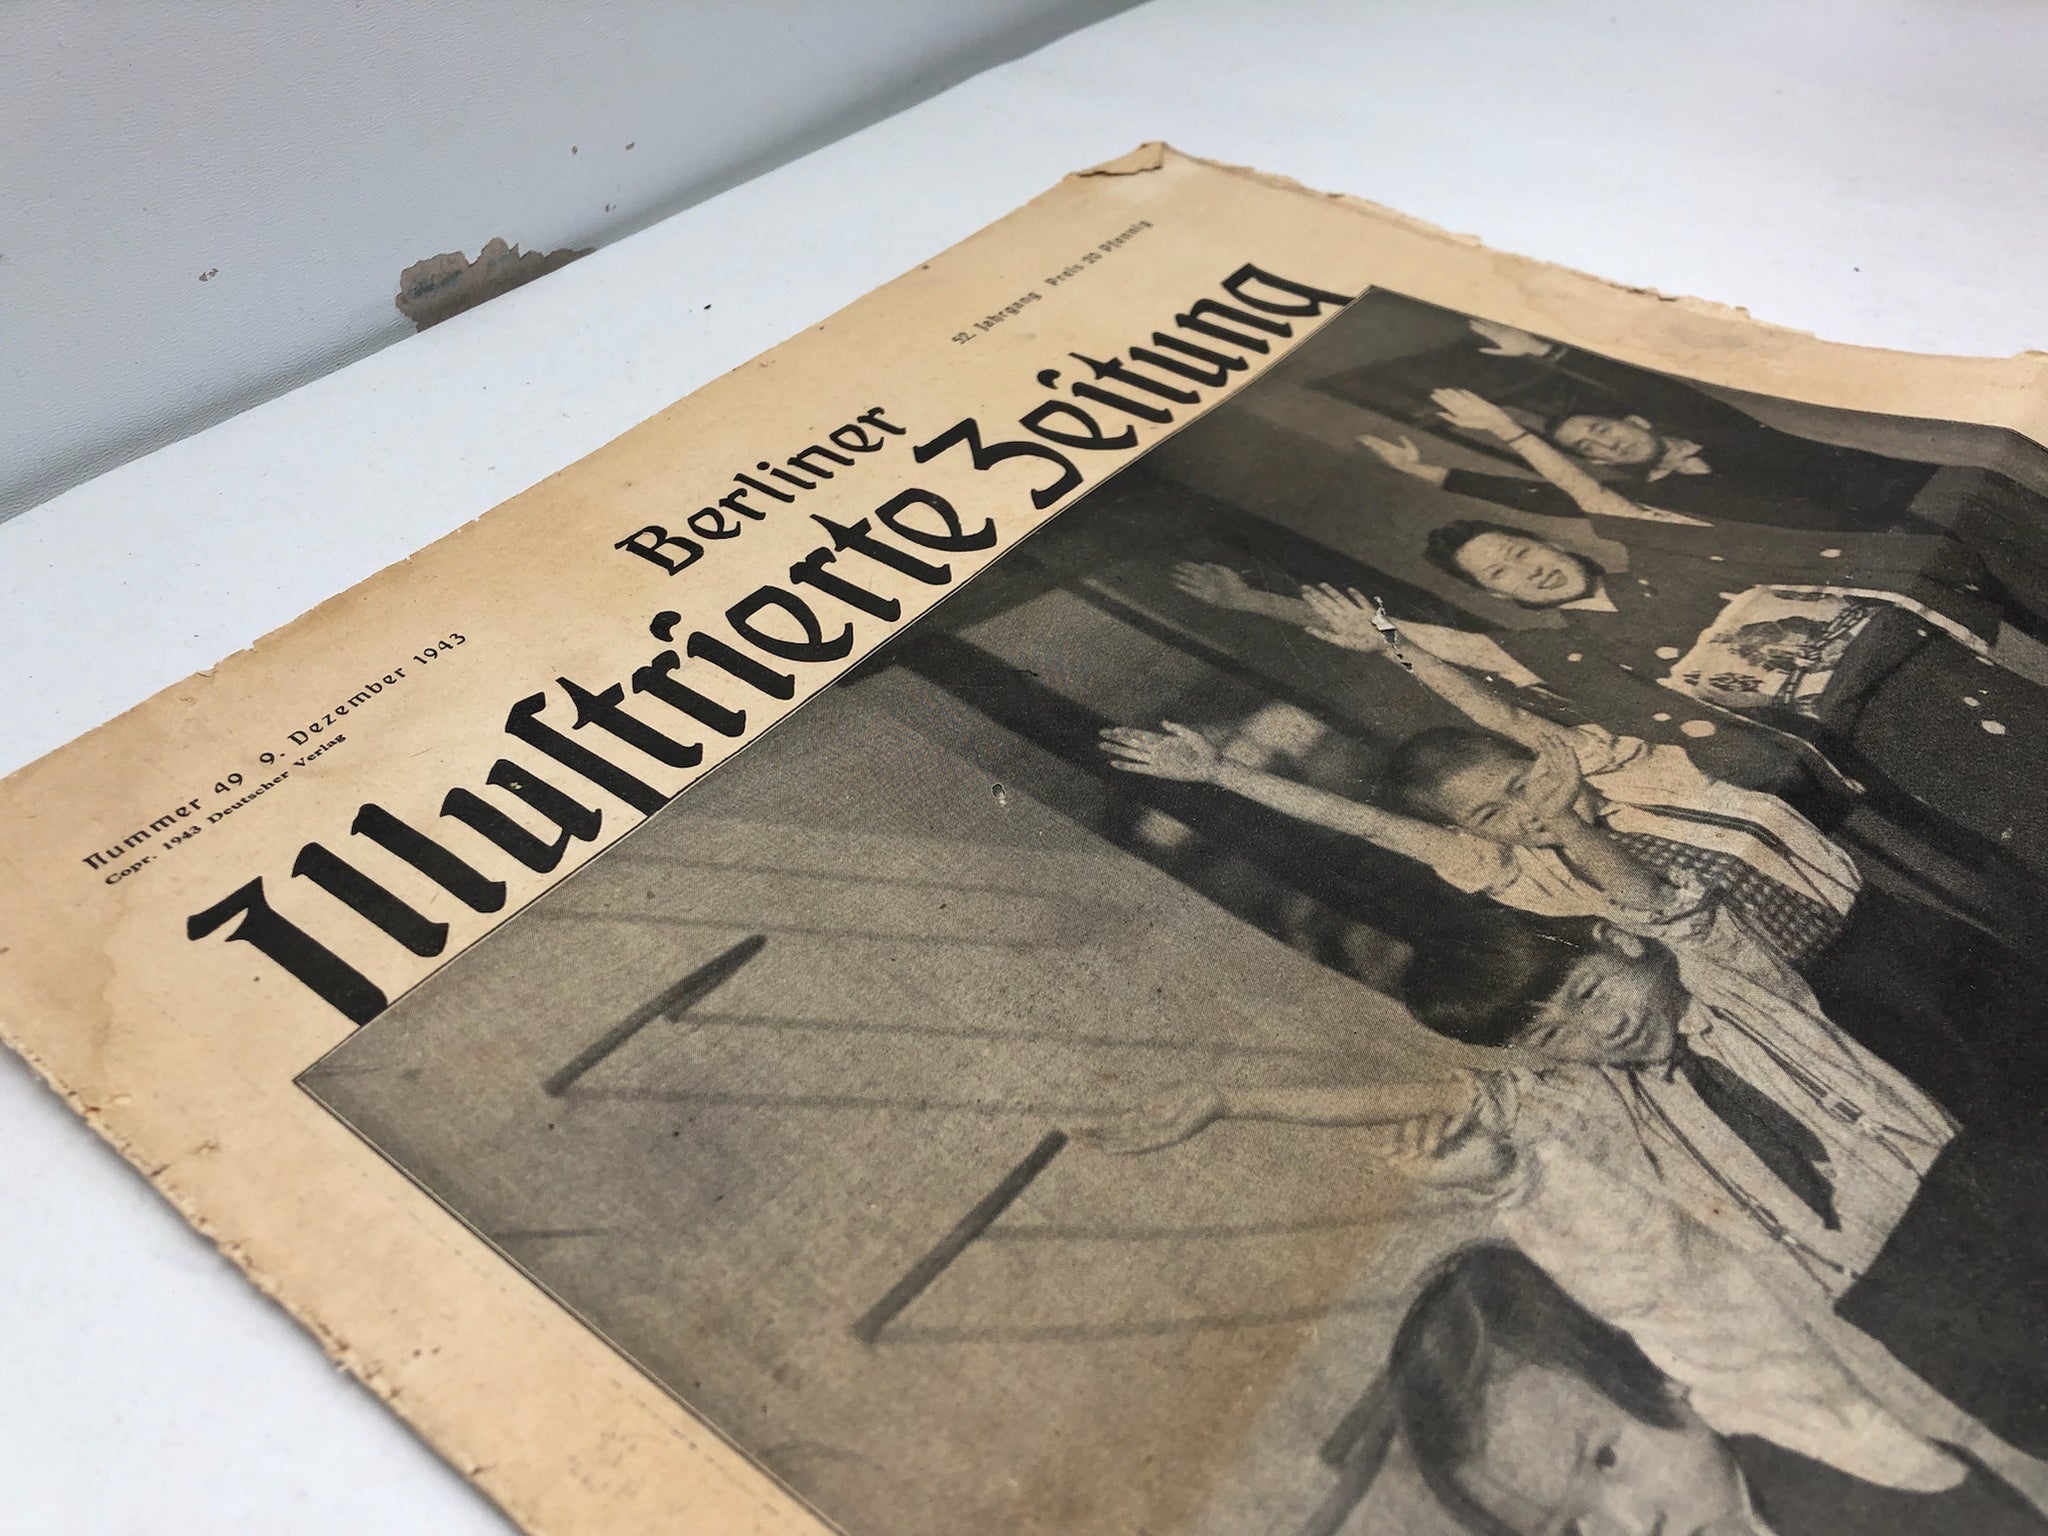 Nummer 49 9. Dezember 1943
Copr. 1943 Deutscher Verlag
52. Jahrgang Preis 20 Pfennig
Berliner
Illustrierte Zeitung